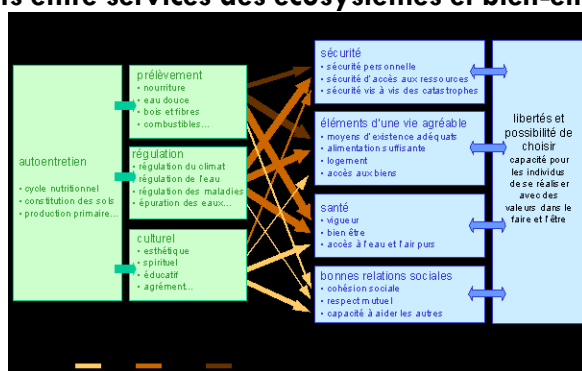 entre services des écosystèmes et bien-
autoentretien
• cycle nutritionnel
• constitution des sols
• production primaire...
prélèvement
• nourriture
• eau douce
• bois et fibres
• combustibles...
régulation
• régulation du climat
• régulation de l'eau
• régulation des maladies
• épuration des eaux...
culturel
• esthétique
• spirituel
• éducatif
• agrément...
sécurité
• sécurité personelle
• sécurité d'accès aux ressources
• sécurité vis à vis des catastrophes
éléments d'une vie agréable
• moyens d'existence adéquats
• alimentation suffisante
• logement
• accès aux biens
santé
• vigueur
• bien être
• accès à l'eau et l'air purs
bonnes relations sociales
• cohésion sociale
• respect mutuel
• capacité à aider les autres
libertés et
possibilité de
choisir
capacité pour
les individus
de se réaliser
avec des
valeurs dans le
faire et l'être